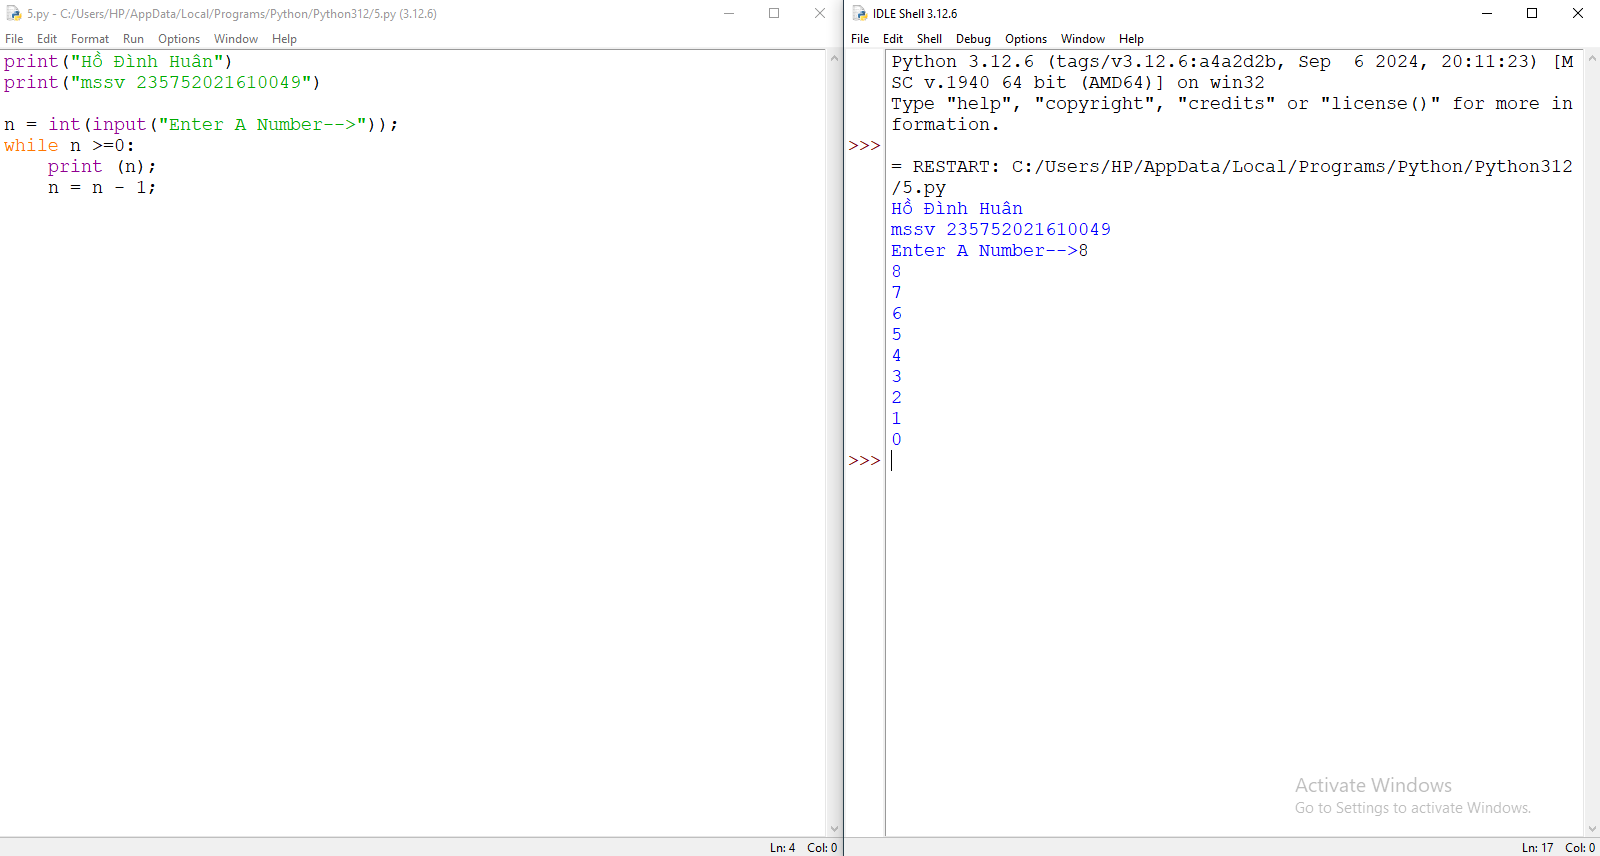 5.py - C:/Users/HP/AppData/Local/Programs/Python/Python312/5.py (3.12.6)
File Edit Format Run Options Window Help
print("Hồ Đình Huân")
print("mssv 235752021610049")
n = int(input("Enter A Number-->"));
while n >=0:
    print (n);
    n = n - 1;
Ln: 4 Col: 0
IDLE Shell 3.12.6
File Edit Shell Debug Options Window Help
Python 3.12.6 (tags/v3.12.6:a4a2d2b, Sep  6 2024, 20:11:23) [M
SC v.1940 64 bit (AMD64)] on win32
Type "help", "copyright", "credits" or "license()" for more in
formation.
>>>
= RESTART: C:/Users/HP/AppData/Local/Programs/Python/Python312
/5.py
Hồ Đình Huân
mssv 235752021610049
Enter A Number-->8
8
7
6
5
4
3
2
1
0
>>>
Activate Windows
Go to Settings to activate Windows.
Ln: 17 Col: 0